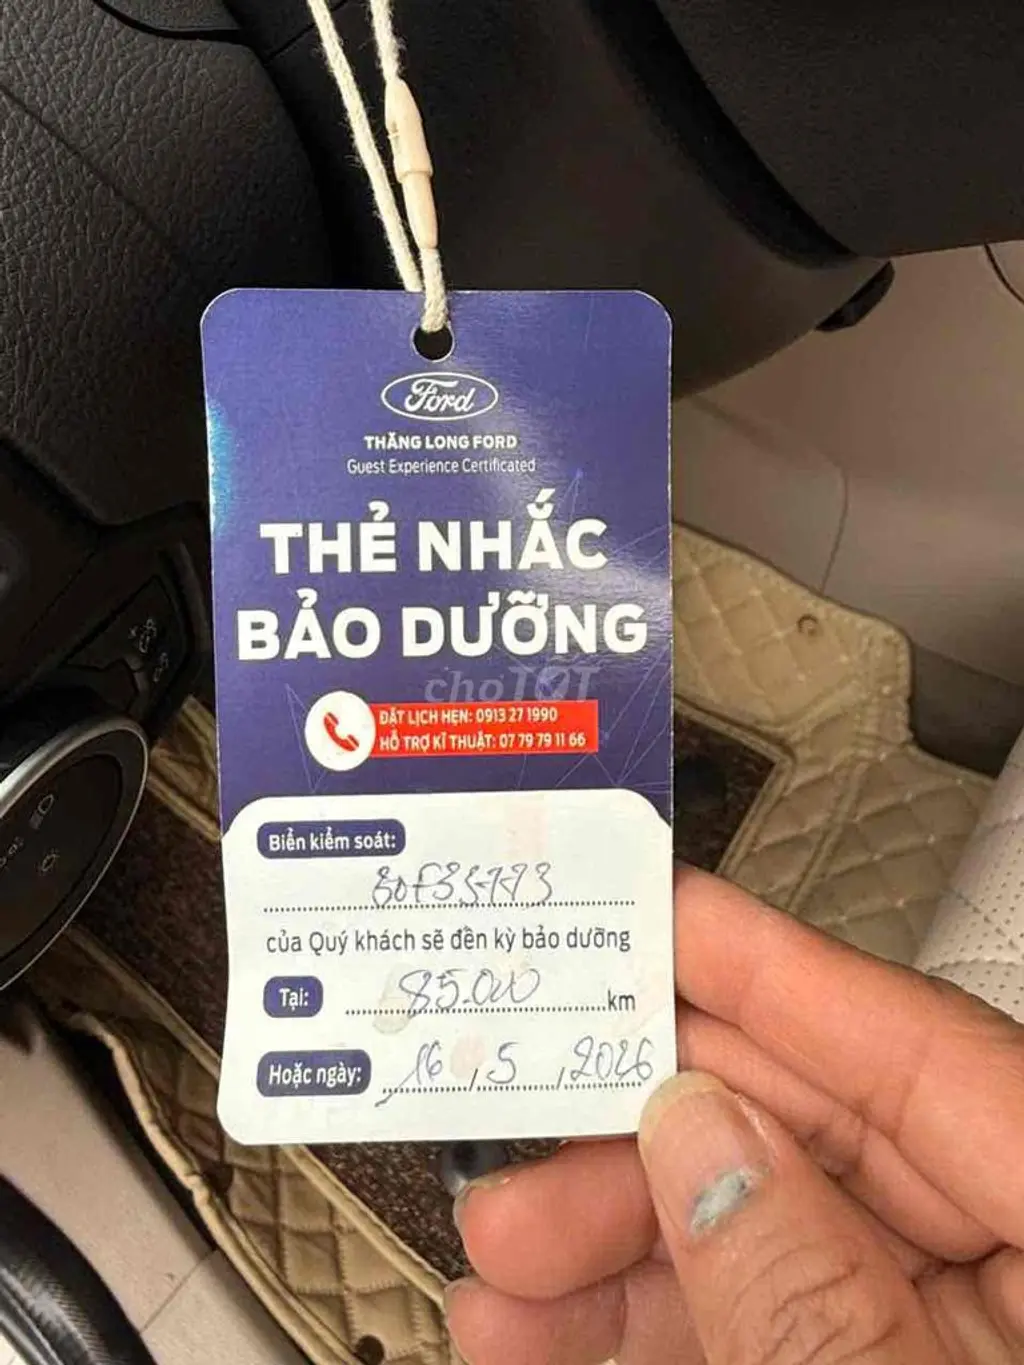 Ford
THĂNG LONG FORD
Guest Experience Certificated
THẺ NHẮC
BẢO DƯỠNG
choTỐT
ĐẶT LỊCH HẸN: 0913 27 1990
HỖ TRỢ KĨ THUẬT: 07 79 79 11 66
Biển kiểm soát:
của Quý khách sẽ đền kỳ bảo dưỡng
Tại: 85.000 km
Hoặc ngày: 16, 5, 2026